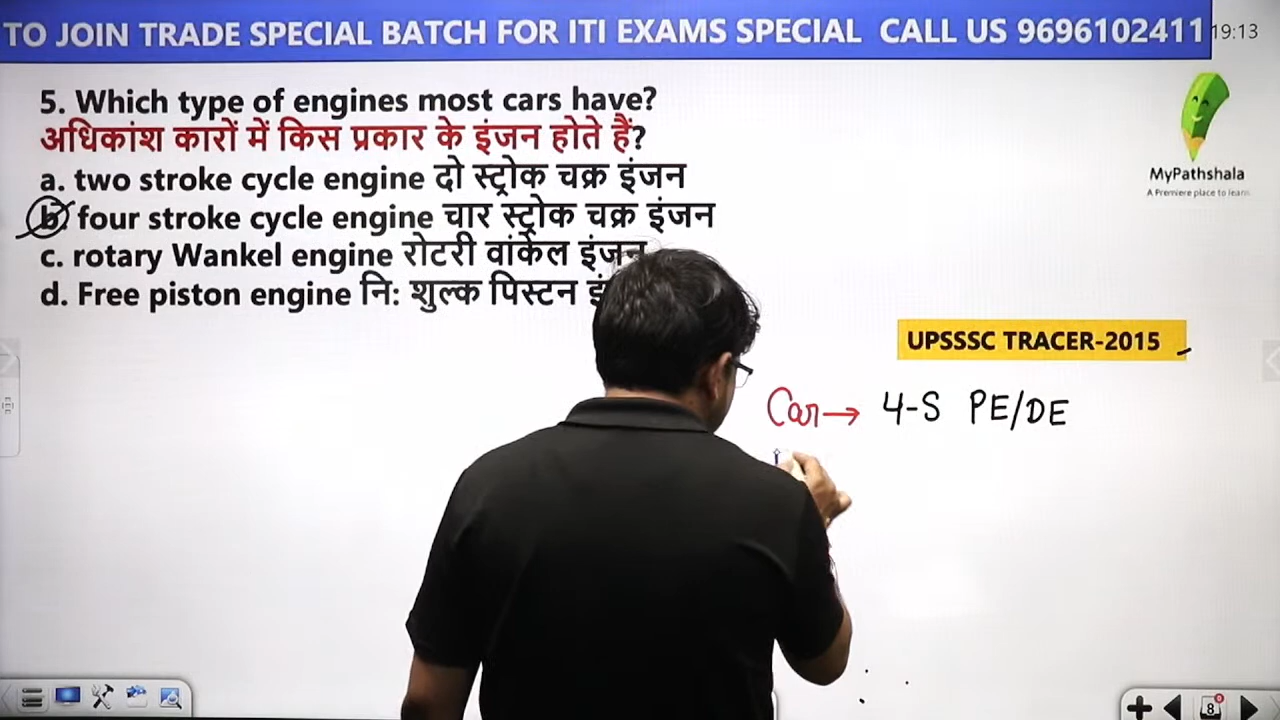 TO JOIN TRADE SPECIAL BATCH FOR ITI EXAMS SPECIAL CALL US 9696102411
19:13
5. Which type of engines most cars have?
अधिकांश कारों में किस प्रकार के इंजन होते हैं?
a. two stroke cycle engine दो स्ट्रोक चक्र इंजन
b. four stroke cycle engine चार स्ट्रोक चक्र इंजन
c. rotary Wankel engine रोटरी वांकेल इंजन
d. Free piston engine नि: शुल्क पिस्टन
MyPathshala
A Premiere place to learn
UPSSSC TRACER-2015
Car→ 4-S PE/DE
8